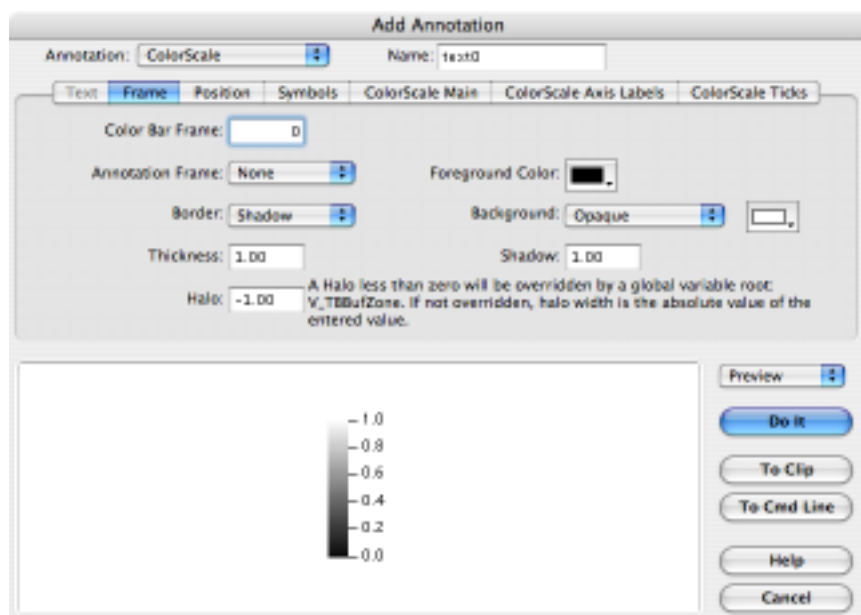 Add Annotation
Annotation: ColorScale Name: text0
Text Frame Position Symbols ColorScale Main ColorScale Axis Labels ColorScale Ticks
Color Bar Frame: 0
Annotation Frame: None Foreground Color:
Border: Shadow Background: Opaque
Thickness: 1.00 Shadow: 1.00
Halo: -1.00
A Halo less than zero will be overridden by a global variable root:
V_TBBufZone. If not overridden, halo width is the absolute value of the
entered value.
Preview
1.0
0.8
0.6
0.4
0.2
0.0
Do It
To Clip
To Cmd Line
Help
Cancel